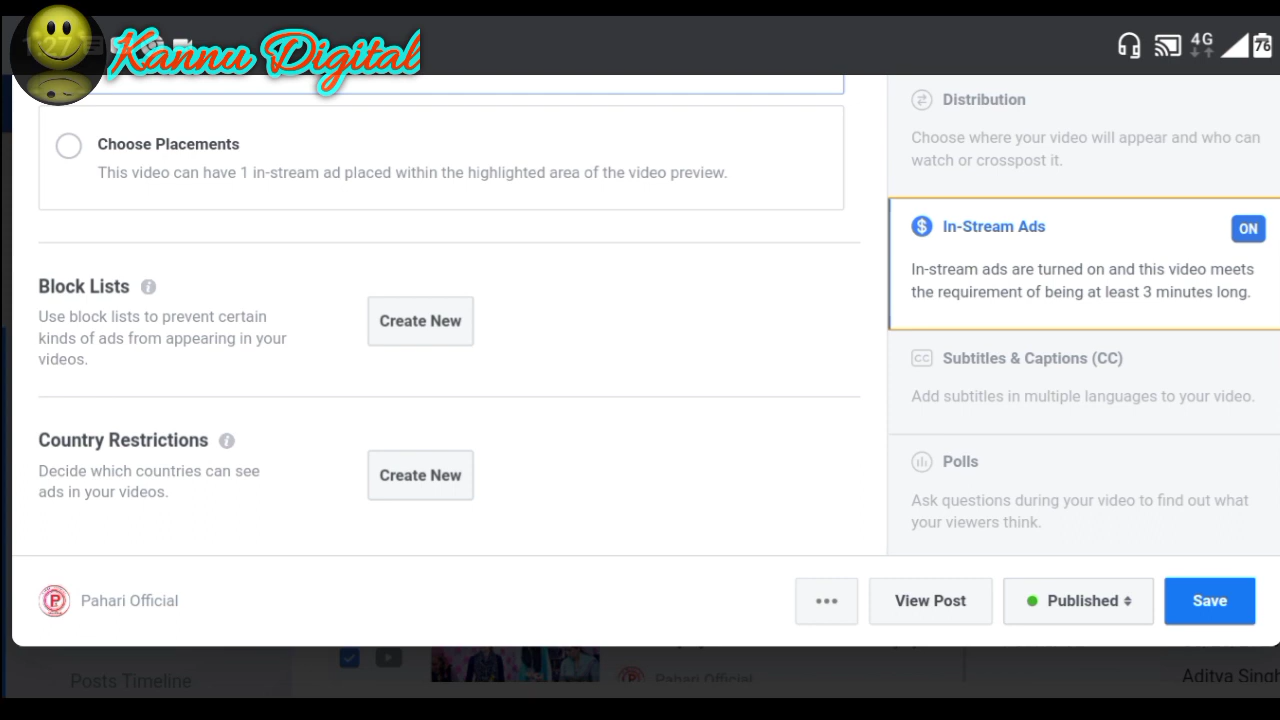 Kannu Digital
4G
76
Choose Placements
This video can have 1 in-stream ad placed within the highlighted area of the video preview.
Block Lists
Use block lists to prevent certain
kinds of ads from appearing in your
videos.
Create New
Country Restrictions
Decide which countries can see
ads in your videos.
Create New
Distribution
Choose where your video will appear and who can
watch or crosspost it.
In-Stream Ads
ON
In-stream ads are turned on and this video meets
the requirement of being at least 3 minutes long.
CC
Subtitles & Captions (CC)
Add subtitles in multiple languages to your video.
Polls
Ask questions during your video to find out what
your viewers think.
P
Pahari Official
View Post
Published
Save
Posts Timeline
Pahari Official
Aditya Singh